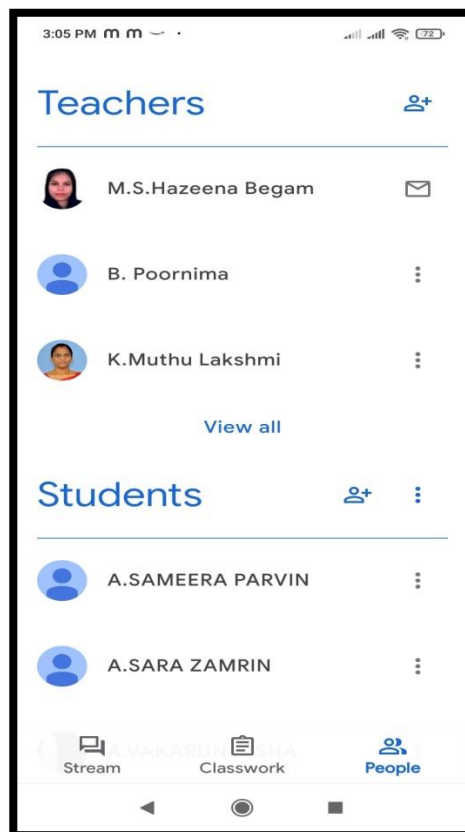 3:05 PM m m 72
Teachers
M.S.Hazeena Begam
B. Poornima
K.Muthu Lakshmi
View all
Students
A.SAMEERA PARVIN
A.SARA ZAMRIN
Stream Classwork People